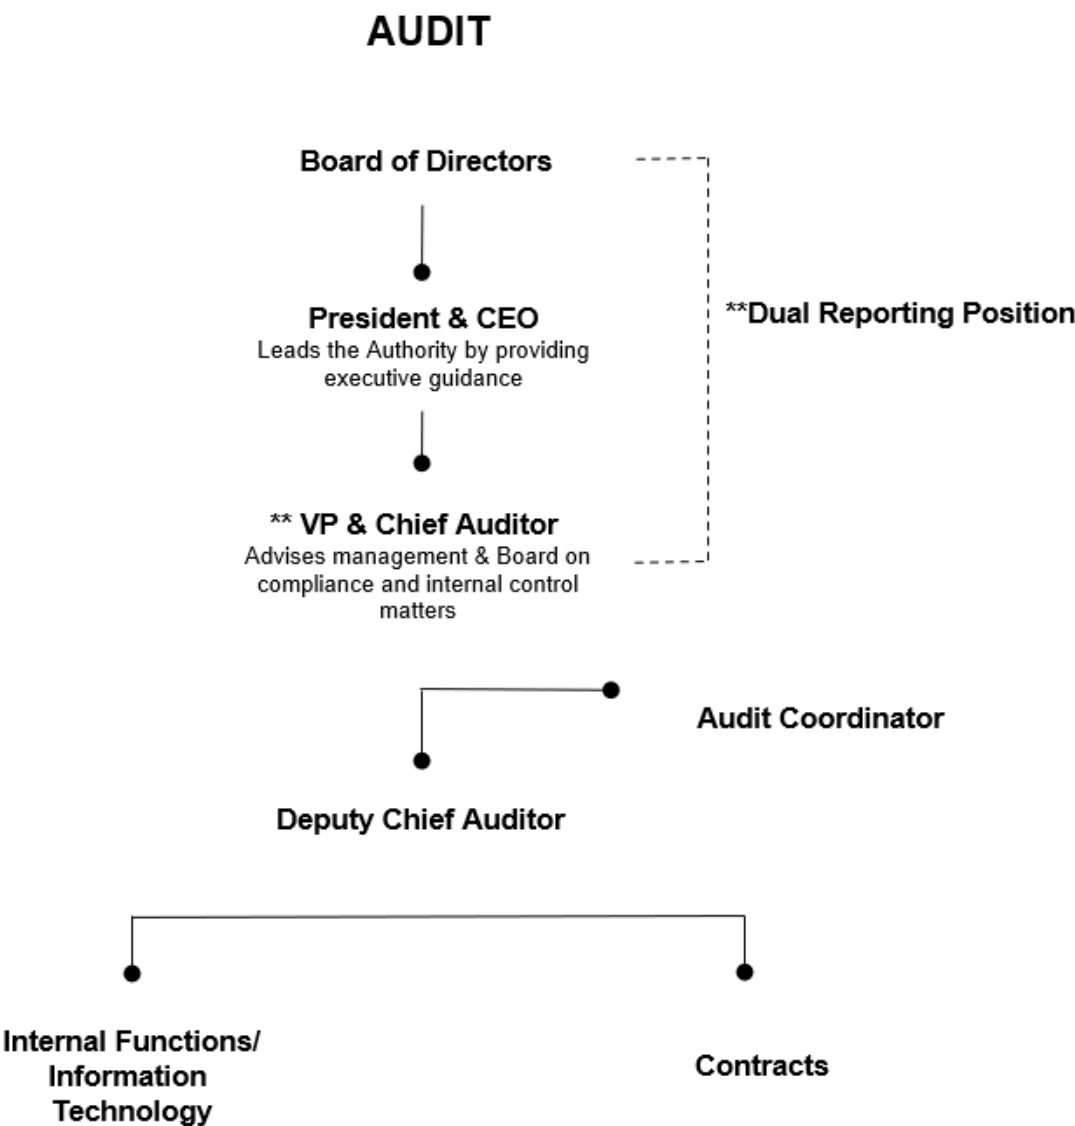 AUDIT
Board of Directors
**Dual Reporting Position
President & CEO
Leads the Authority by providing
executive guidance
** VP & Chief Auditor
Advises management & Board on
compliance and internal control
matters
Audit Coordinator
Deputy Chief Auditor
Internal Functions/
Information
Technology
Contracts